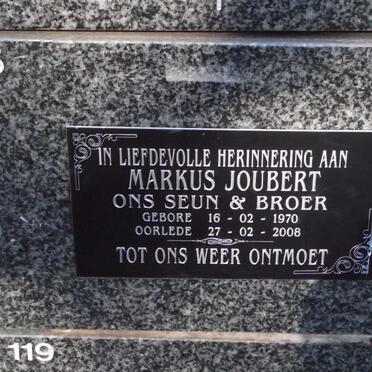 IN LIEFDEVOLLE HERINNERING AAN
MARKUS JOUBERT
ONS SEUN & BROER
GEBORE 16 - 02 - 1970
OORLEDE 27 - 02 - 2008
TOT ONS WEER ONTMOET
119